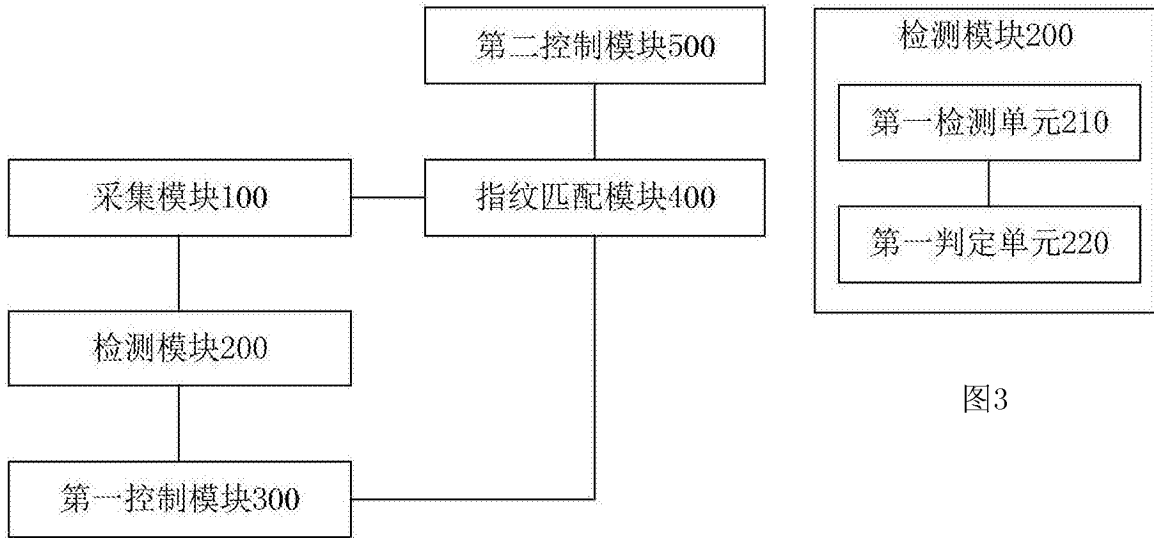 第二控制模块500
采集模块100
指纹匹配模块400
检测模块200
第一控制模块300
检测模块200
第一检测单元210
第一判定单元220
图3